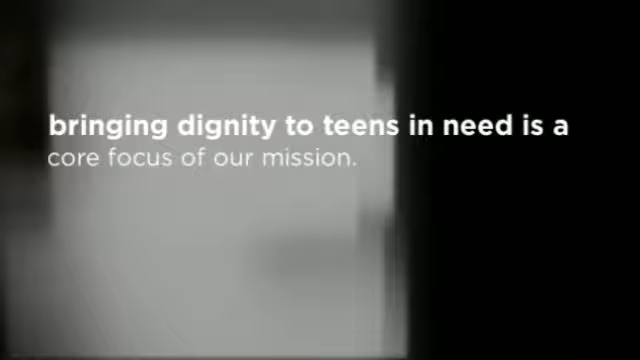 bringing dignity to teens in need is a
core focus of our mission.